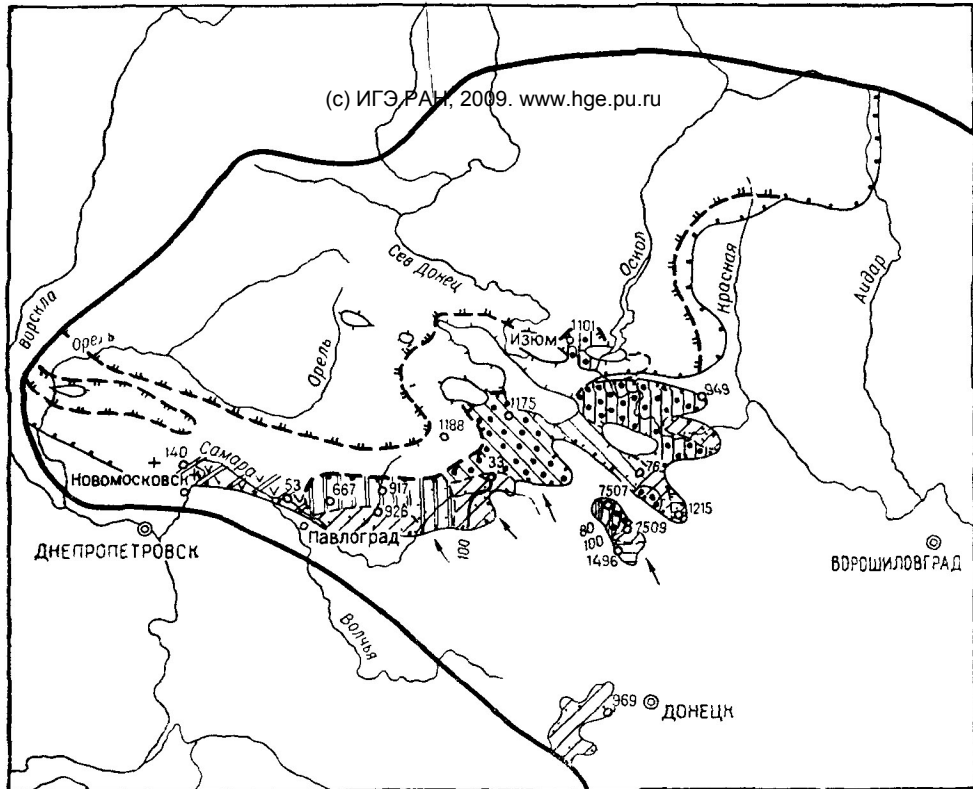 (c) ИГЭ РАН, 2009. www.hge.pu.ru
Ворскла
Орель
Орель
Сев Донец
Оскол
Красная
Айдар
Изюм
1101
949
1175
1188
140
Самара
Новомосковск
53
667
917
926
33
76
7507
7509
1215
80
100
1496
100
Павлоград
ДНЕПРОПЕТРОВСК
ВОРОШИЛОВГРАД
Волчья
969
ДОНЕЦК